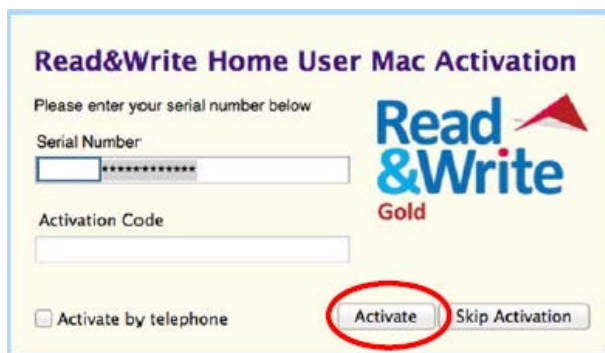 Read&Write Home User Mac Activation
Please enter your serial number below
Serial Number
************
Activation Code
Activate by telephone
Read
&Write
Gold
Activate
Skip Activation